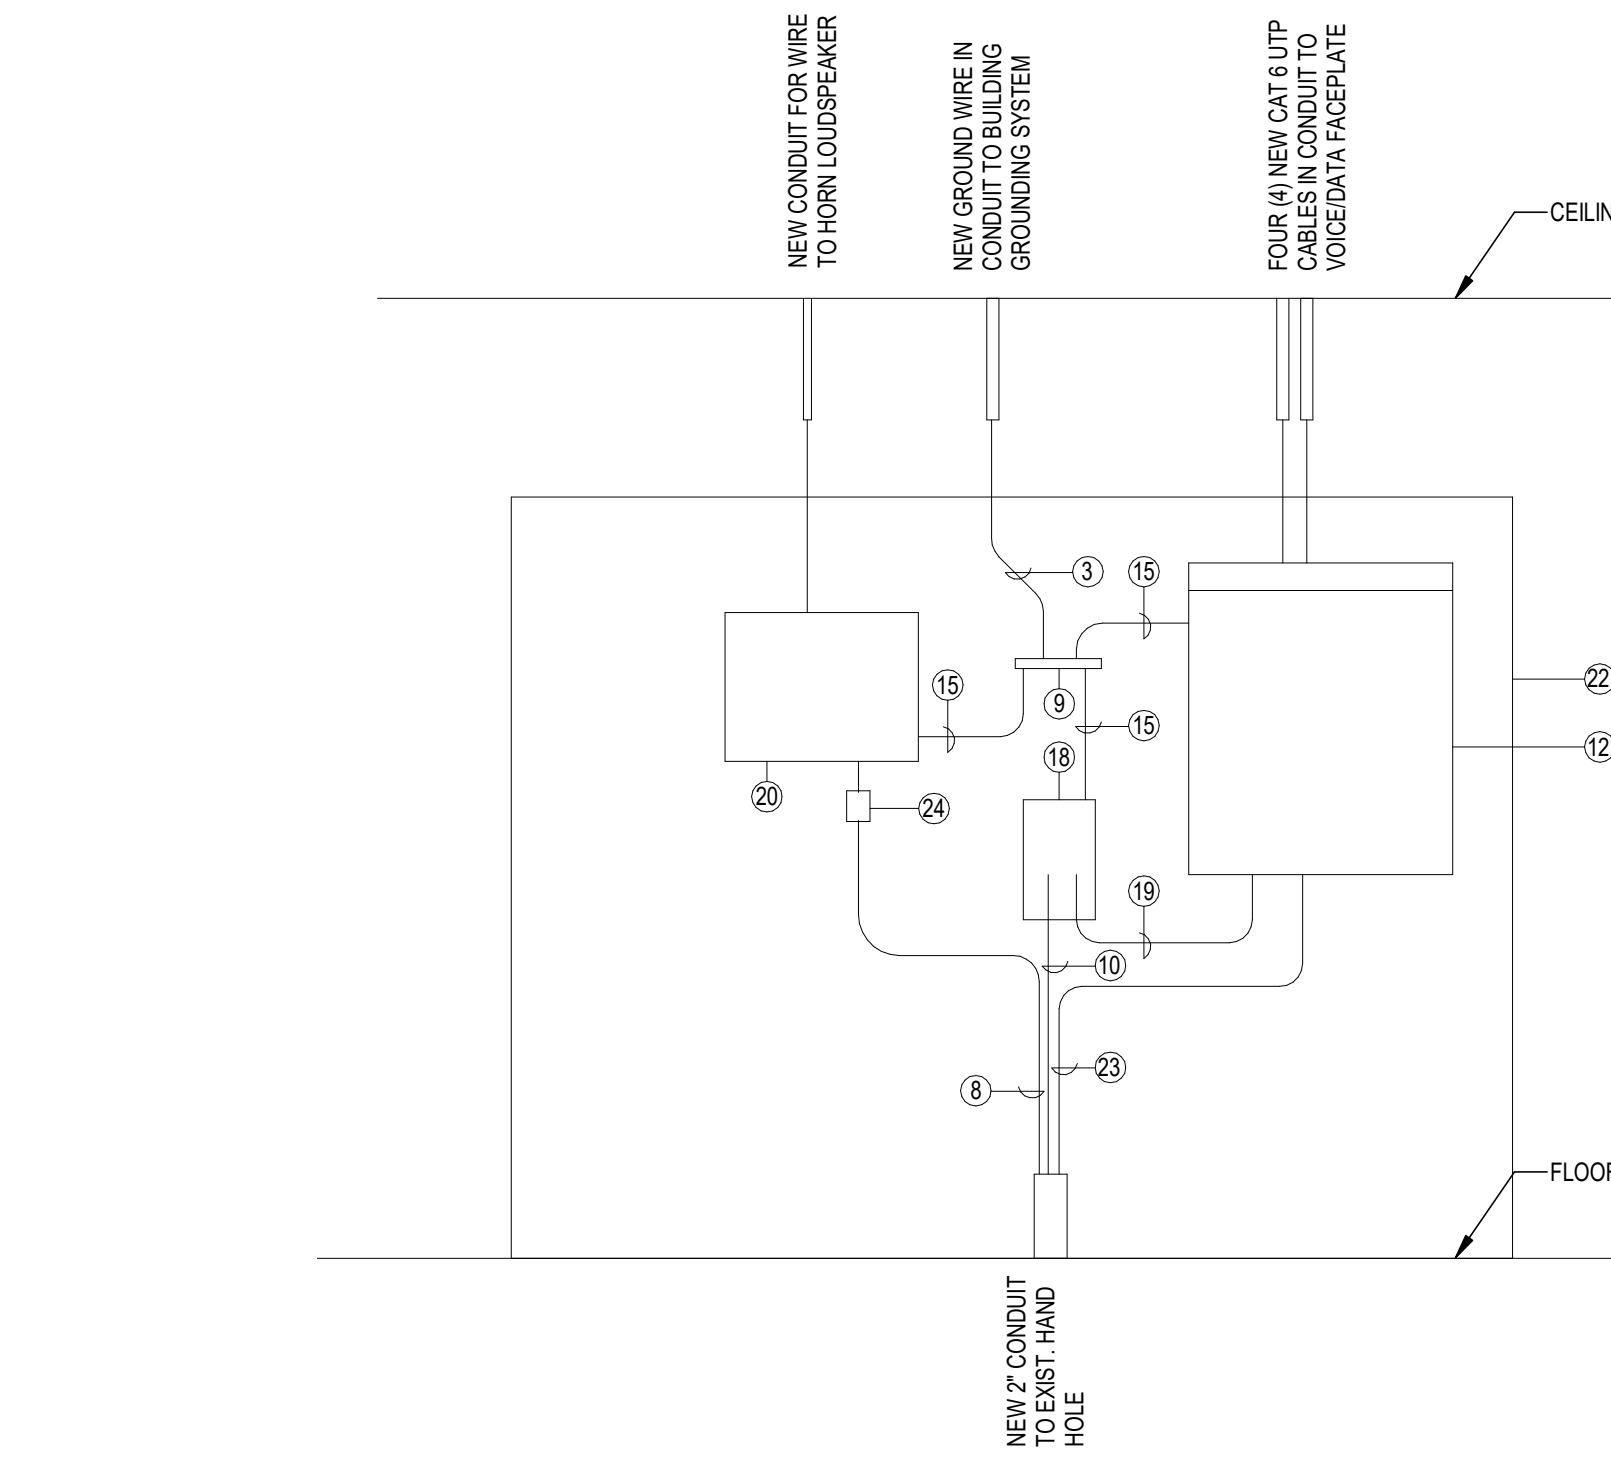 NEW CONDUIT FOR WIRE
TO HORN LOUDSPEAKER
NEW GROUND WIRE IN
CONDUIT TO BUILDING
GROUNDING SYSTEM
FOUR (4) NEW CAT 6 UTP
CABLES IN CONDUIT TO
VOICE/DATA FACEPLATE
CEILIN
3
15
15
9
22
15
12
18
20
24
19
10
23
8
FLOOR
NEW 2" CONDUIT
TO EXIST. HAND
HOLE